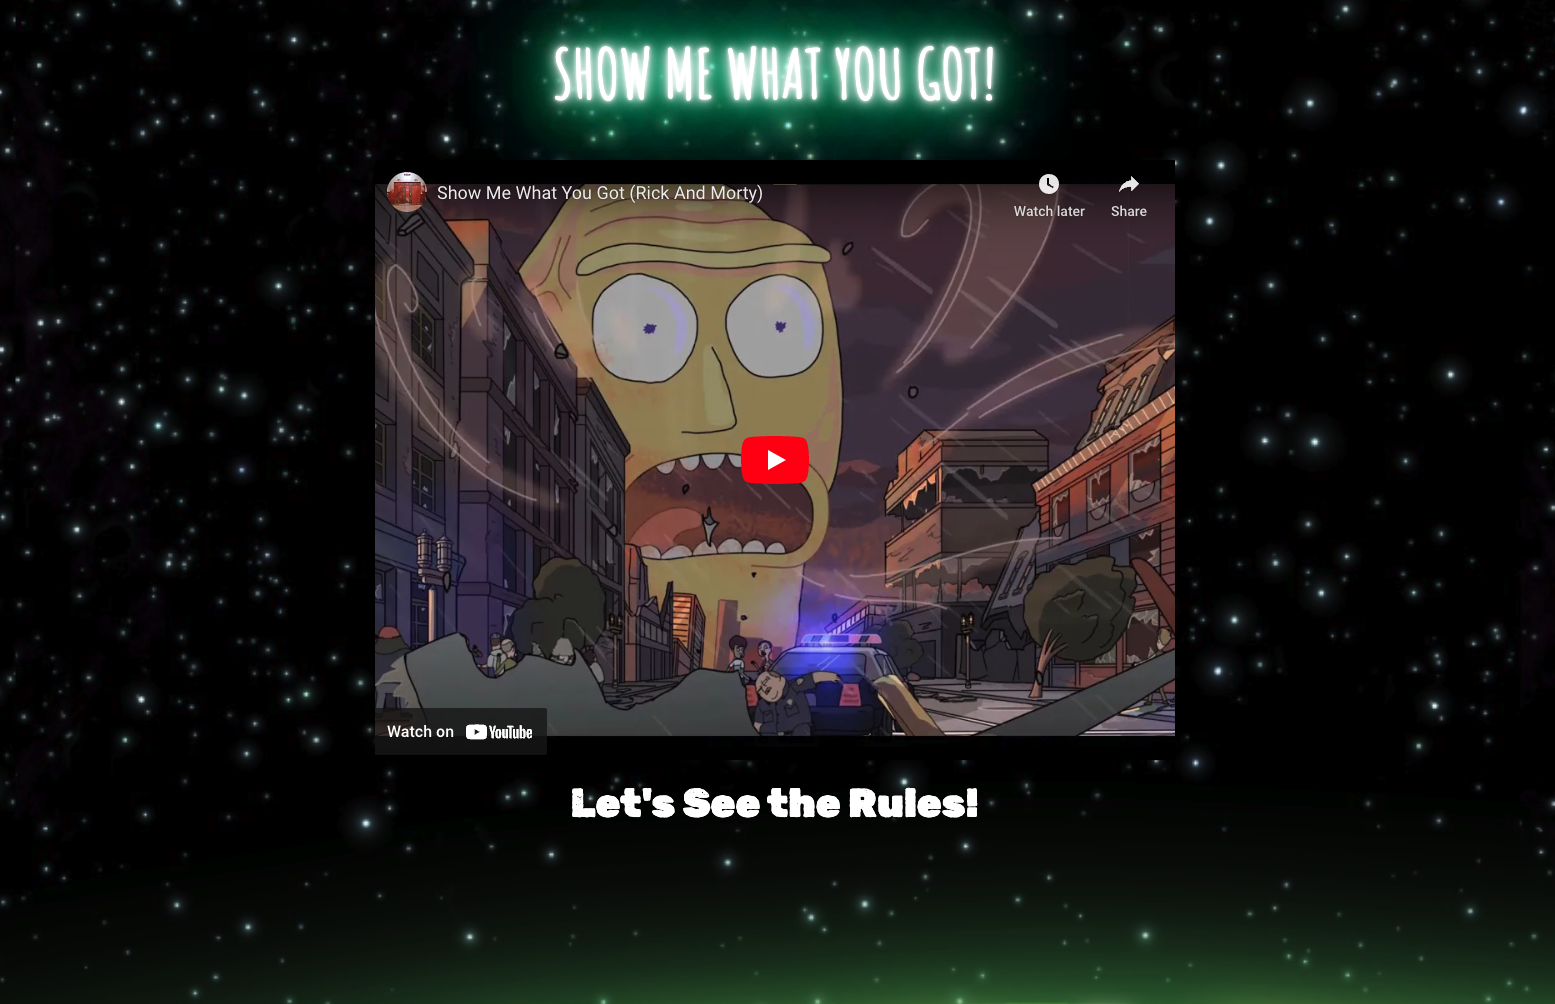 SHOW ME WHAT YOU GOT!
Show Me What You Got (Rick And Morty)
Watch later
Share
Watch on YouTube
Let's See the Rules!